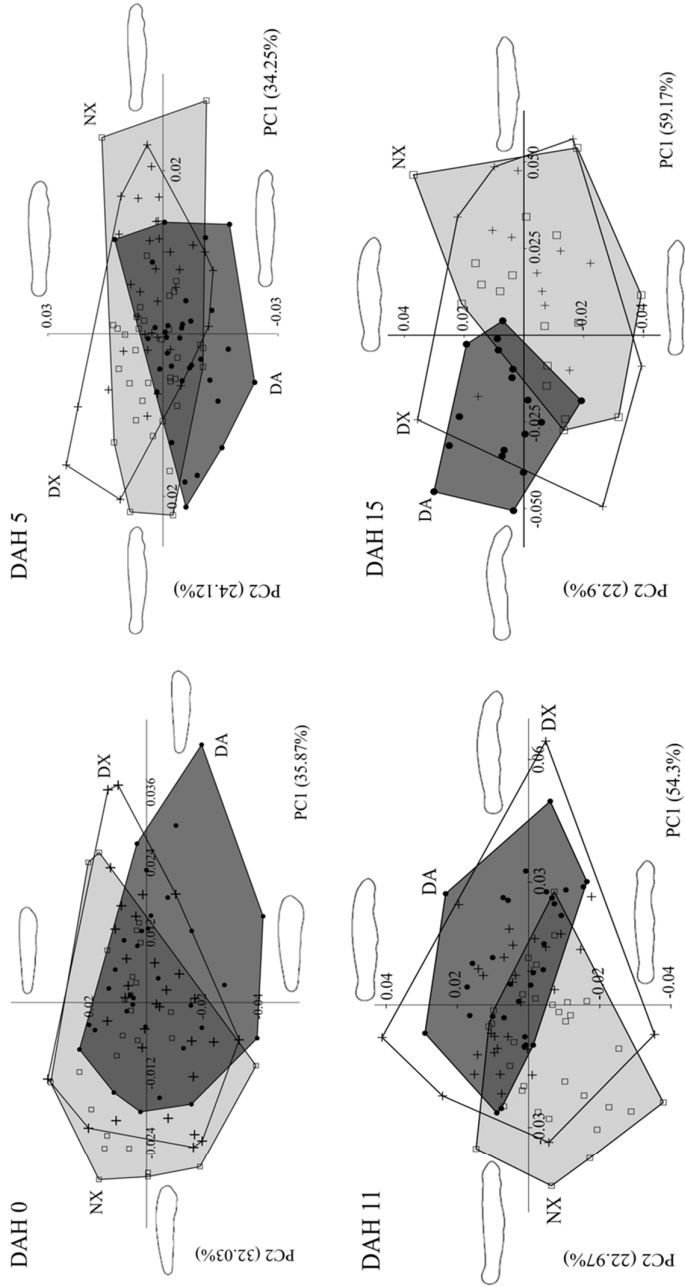 DAH 0
NX
DX
DA
0.02
-0.02
-0.04
-0.024
-0.012
0.012
0.024
0.036
PC1 (35.87%)
PC2 (32.03%)
DAH 5
NX
DX
DA
0.03
-0.03
0.02
0.02
PC1 (34.25%)
PC2 (24.12%)
DAH 11
NX
DX
DA
0.04
0.02
-0.02
-0.04
-0.03
0.03
0.06
PC1 (54.3%)
PC2 (22.97%)
DAH 15
NX
DX
DA
0.04
0.02
-0.02
-0.04
-0.050
-0.025
0.025
0.050
PC1 (59.17%)
PC2 (22.9%)